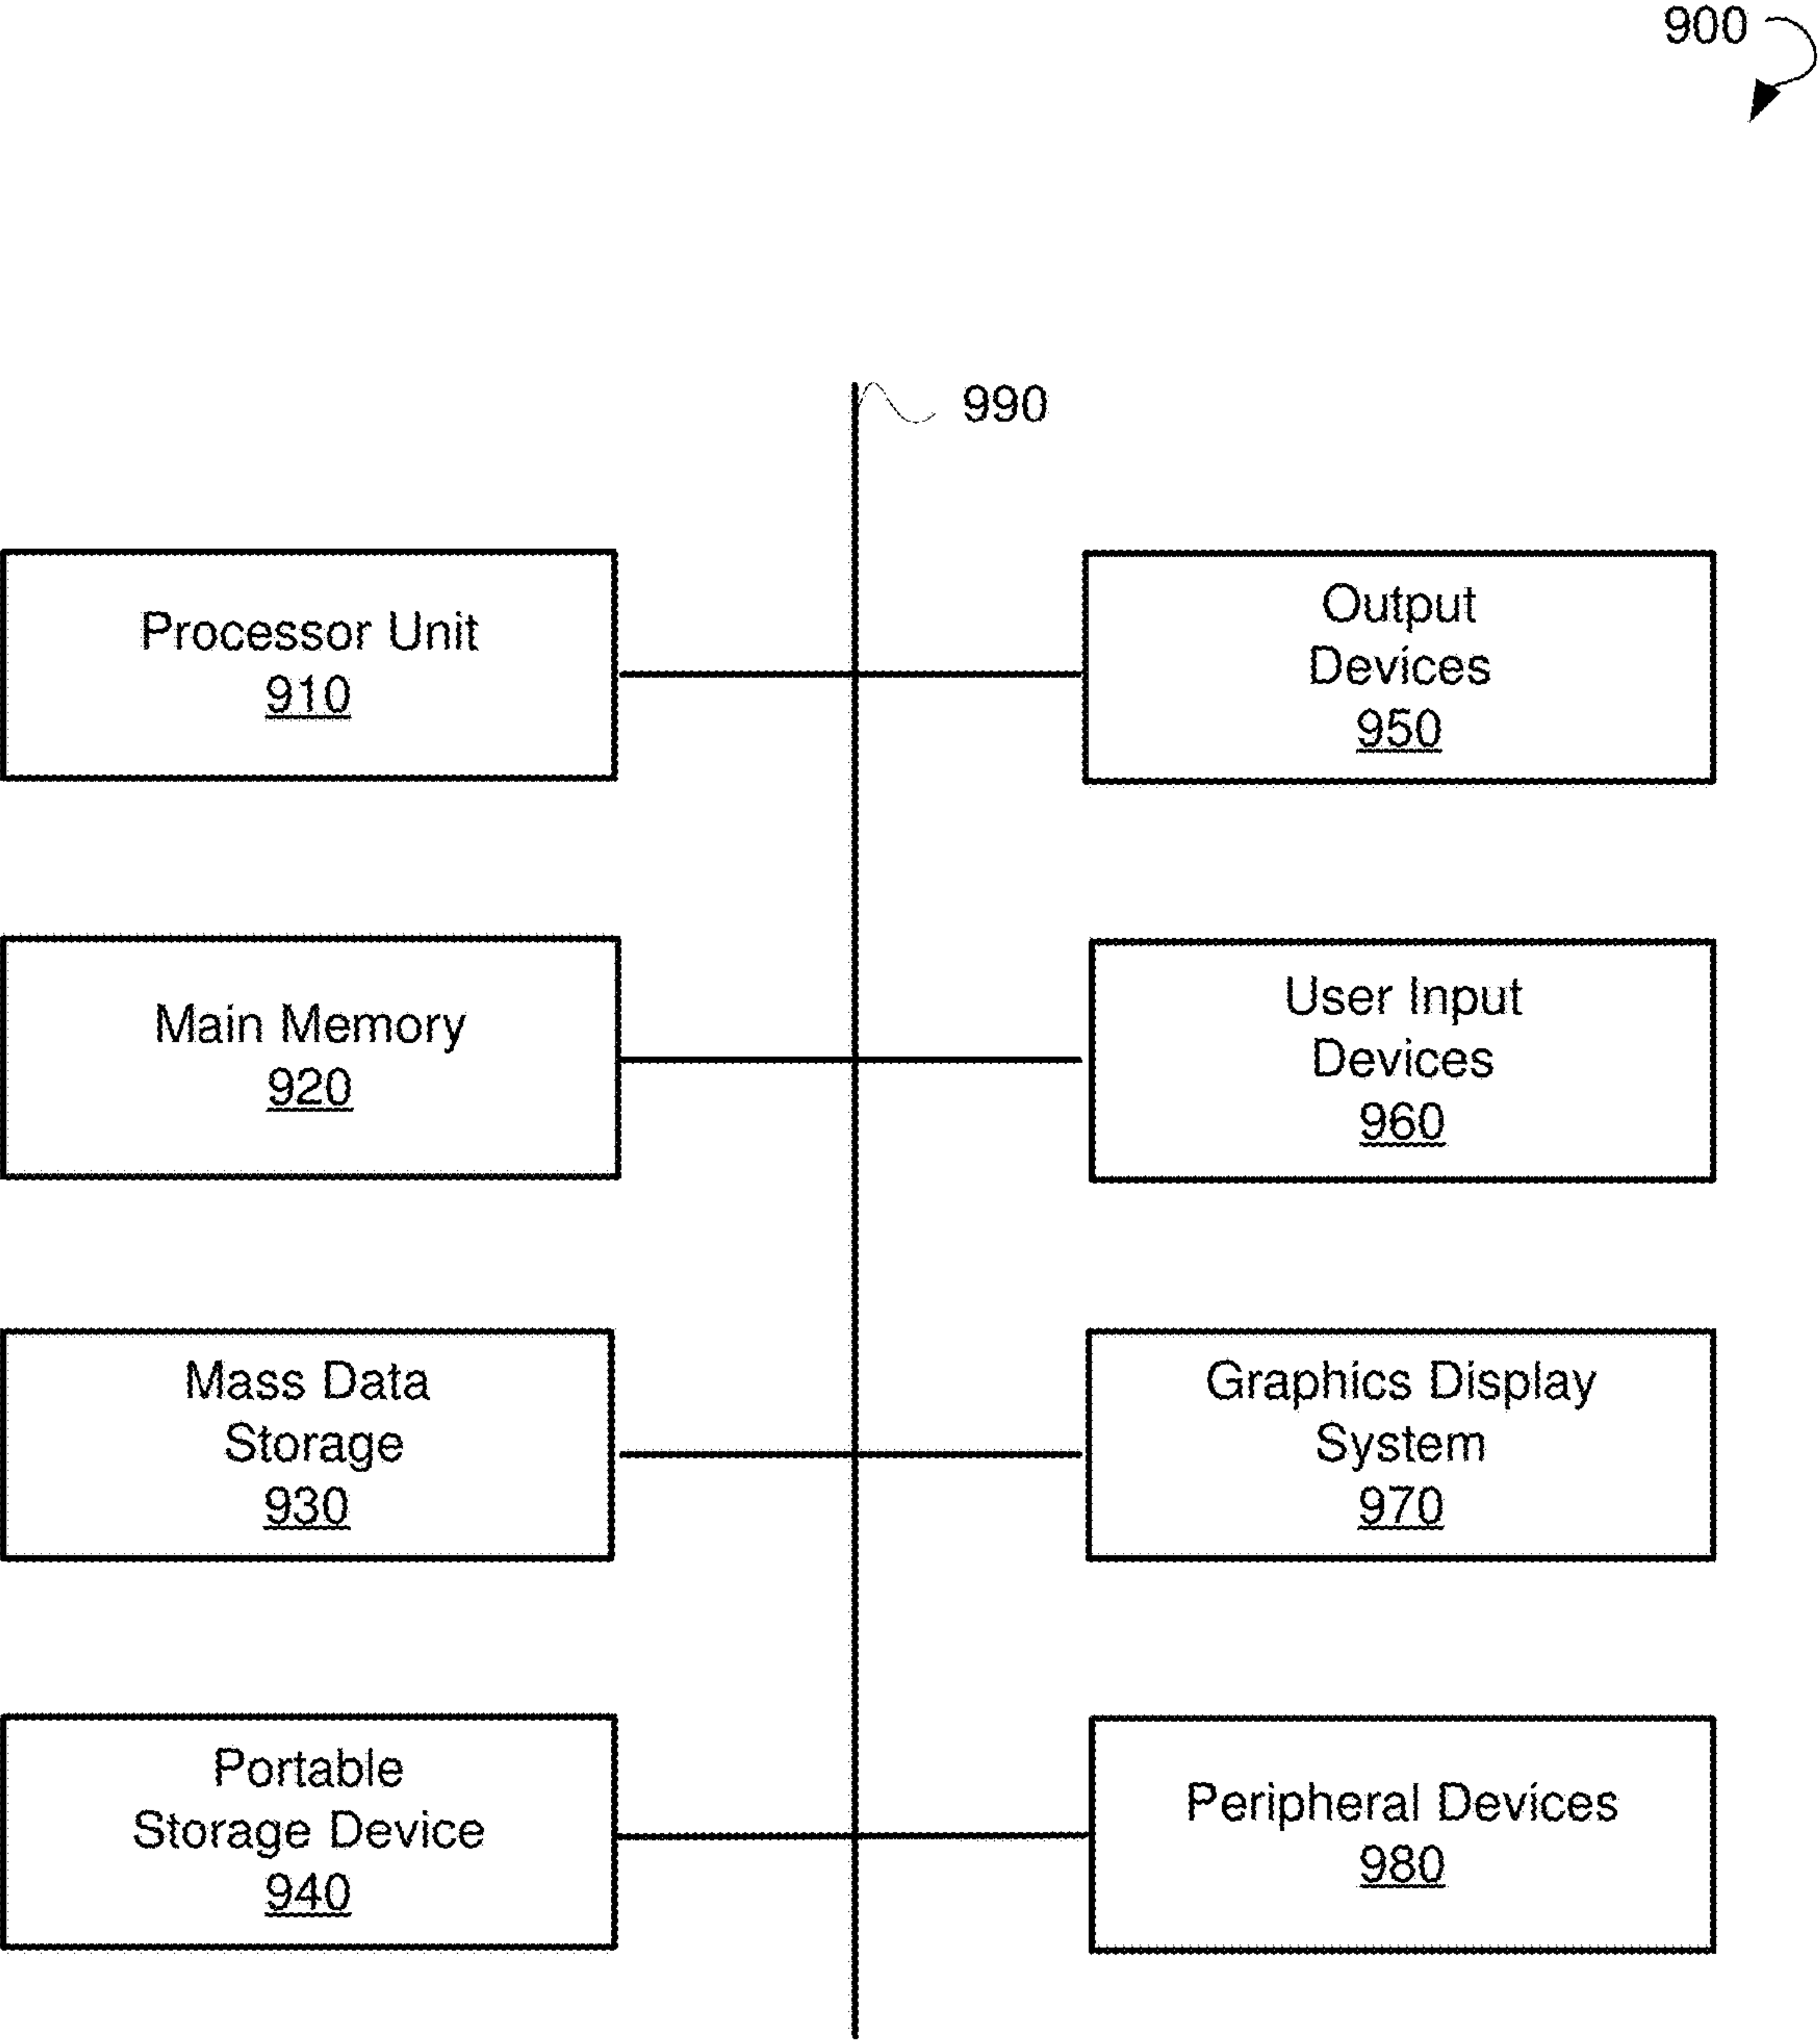 900
990
Processor Unit
910
Output
Devices
950
Main Memory
920
User Input
Devices
960
Mass Data
Storage
930
Graphics Display
System
970
Portable
Storage Device
940
Peripheral Devices
980